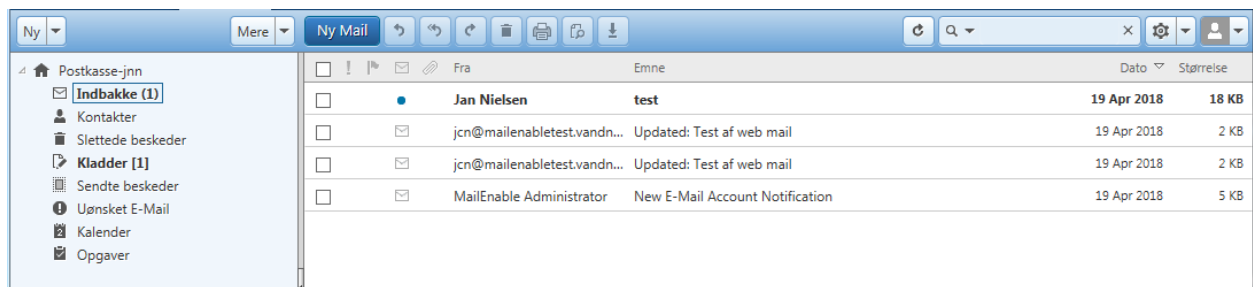 Ny Mere Ny Mail
Postkasse-jnn
Indbakke (1)
Kontakter
Slettede beskeder
Kladder [1]
Sendte beskeder
Uønsket E-Mail
2 Kalender
Opgaver
! Fra Emne Dato Størrelse
Jan Nielsen test 19 Apr 2018 18 KB
jcn@mailenabletest.vandn... Updated: Test af web mail 19 Apr 2018 2 KB
jcn@mailenabletest.vandn... Updated: Test af web mail 19 Apr 2018 2 KB
MailEnable Administrator New E-Mail Account Notification 19 Apr 2018 5 KB